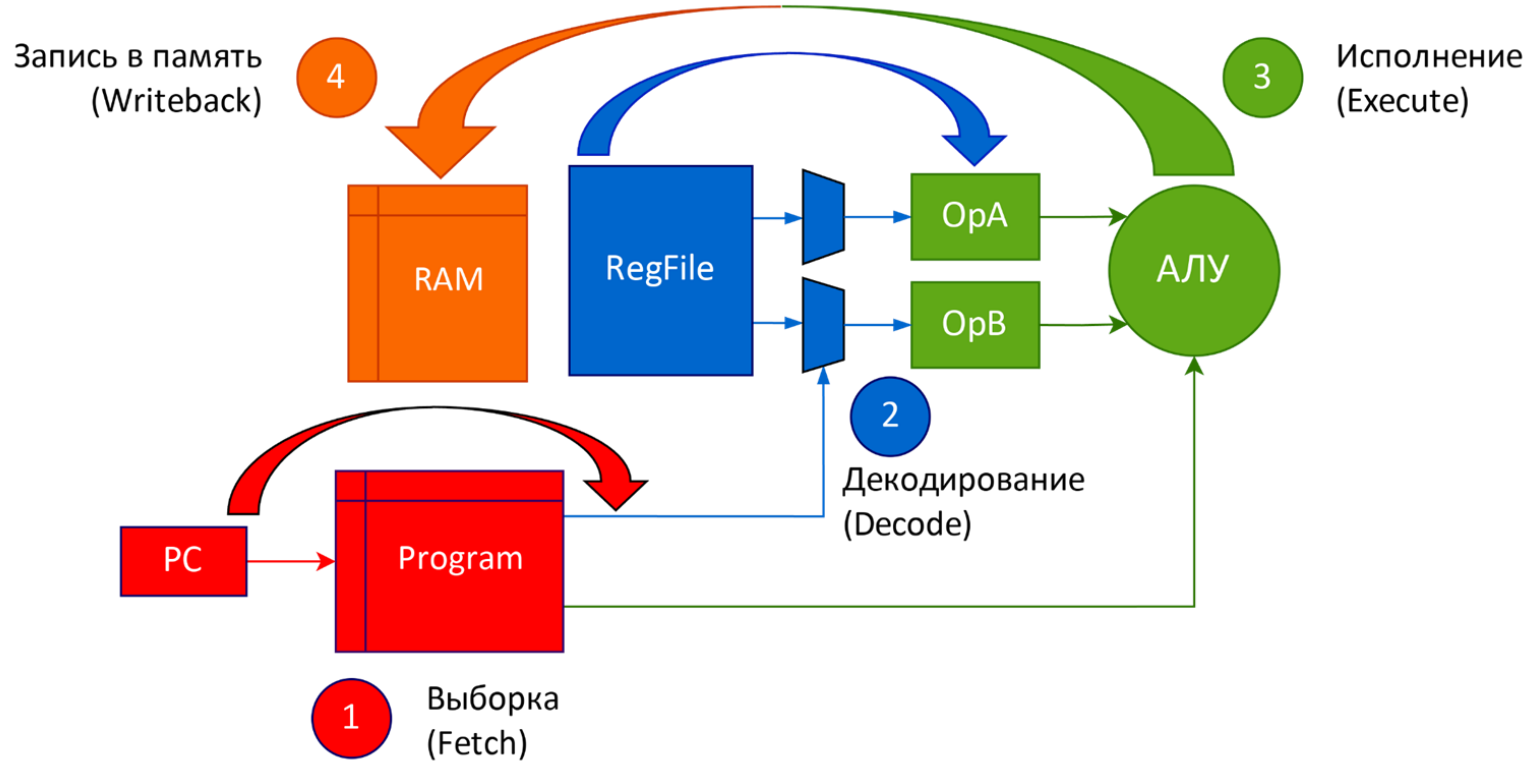 Запись в память
(Writeback)
4
3
Исполнение
(Execute)
RAM
RegFile
OpA
OpB
АЛУ
2
Декодирование
(Decode)
PC
Program
1
Выборка
(Fetch)